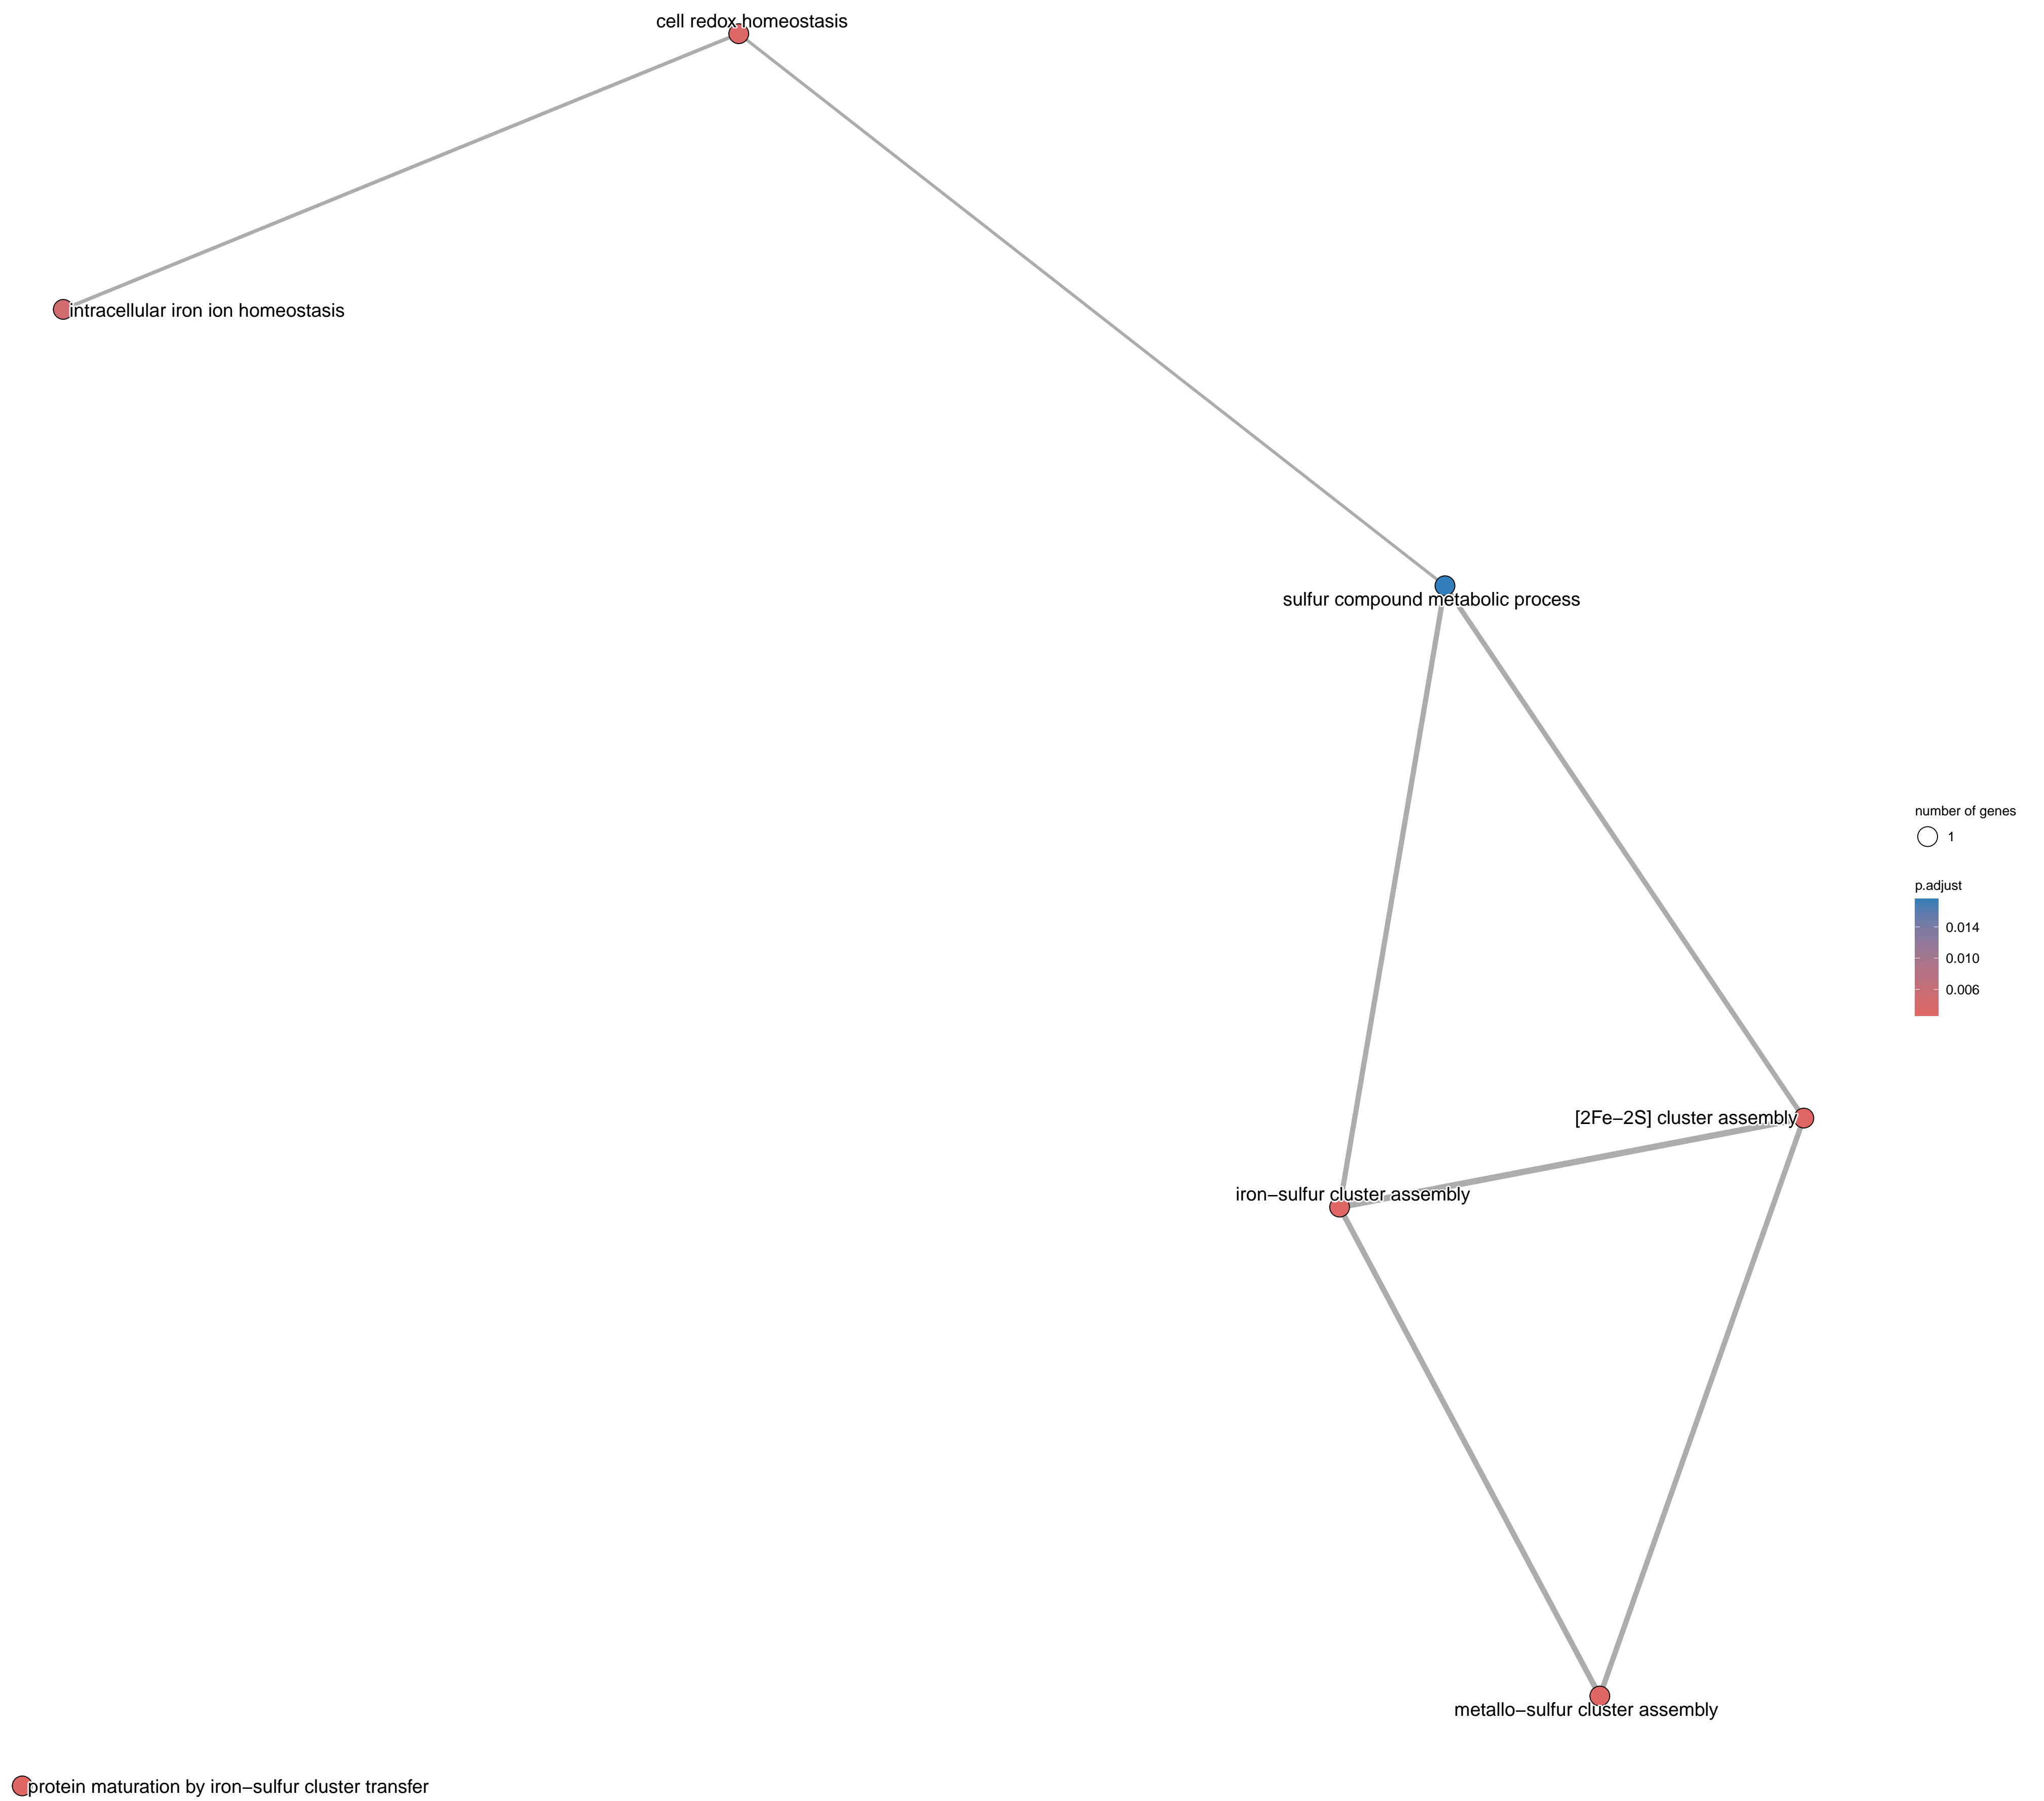 cell redox homeostasis
intracellular iron ion homeostasis
sulfur compound metabolic process
number of genes
1
p.adjust
0.014
0.010
0.006
[2Fe−2S] cluster assembly
iron−sulfur cluster assembly
metallo−sulfur cluster assembly
protein maturation by iron−sulfur cluster transfer